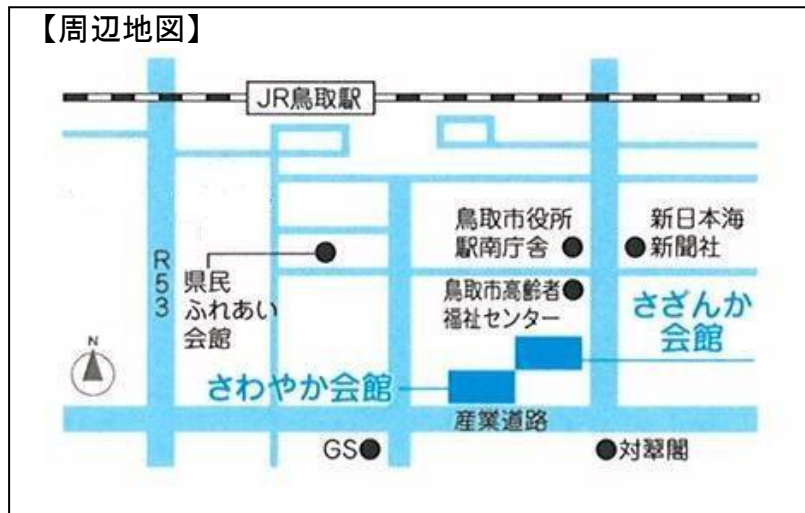 【周辺地図】
JR鳥取駅
鳥取市役所
駅南庁舎
新日本海
新聞社
R53
県民
ふれあい
会館
鳥取市高齢者
福祉センター
さざんか
会館
N
さわやか会館
産業道路
GS
対翠閣